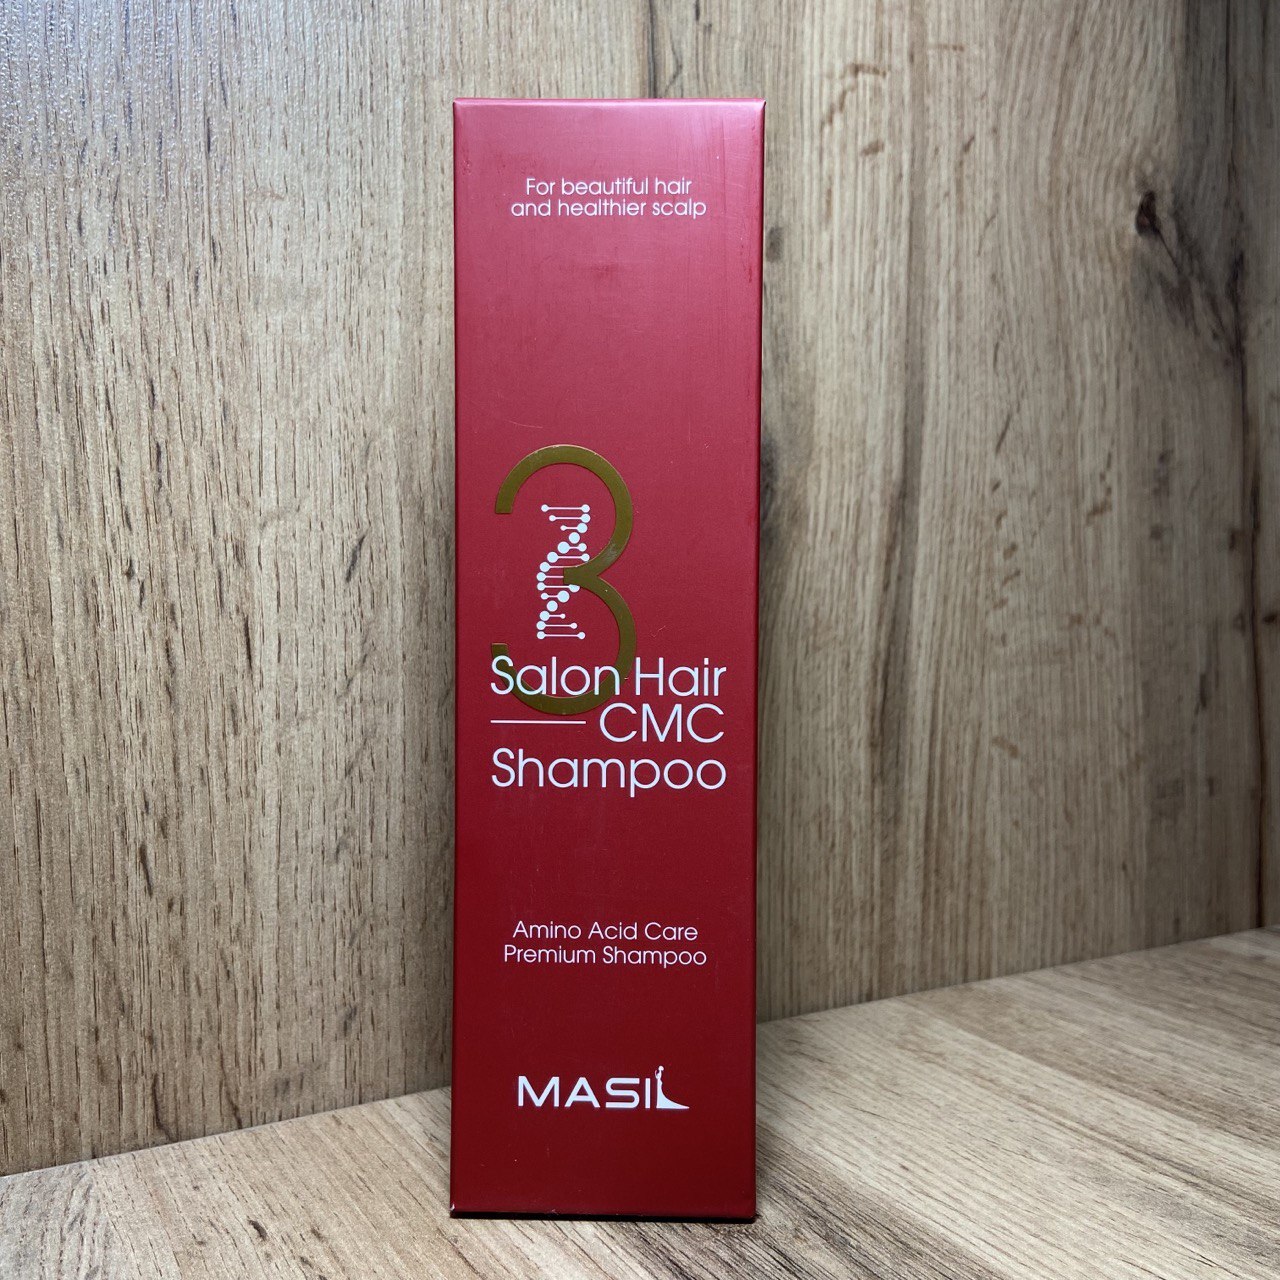 For beautiful hair
and healthier scalp
3
Salon Hair
CMC
Shampoo
Amino Acid Care
Premium Shampoo
MASIL